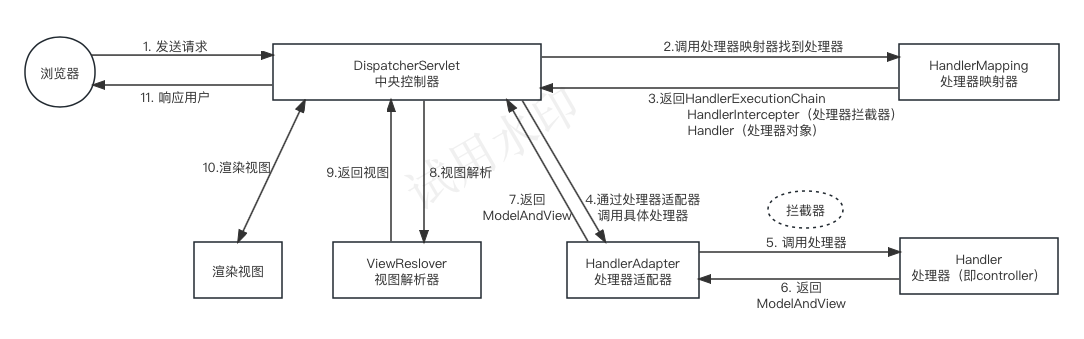 1. 发送请求
2.调用处理器映射器找到处理器
浏览器
DispatcherServlet
中央控制器
HandlerMapping
处理器映射器
11. 响应用户
3.返回HandlerExecutionChain
HandlerIntercepter（处理器拦截器）
Handler（处理器对象）
试用水印
10.渲染视图
9.返回视图
8.视图解析
7.返回
ModelAndView
4.通过处理器适配器
调用具体处理器
拦截器
5. 调用处理器
渲染视图
ViewReslover
视图解析器
HandlerAdapter
处理器适配器
Handler
处理器（即controller）
6. 返回
ModelAndView